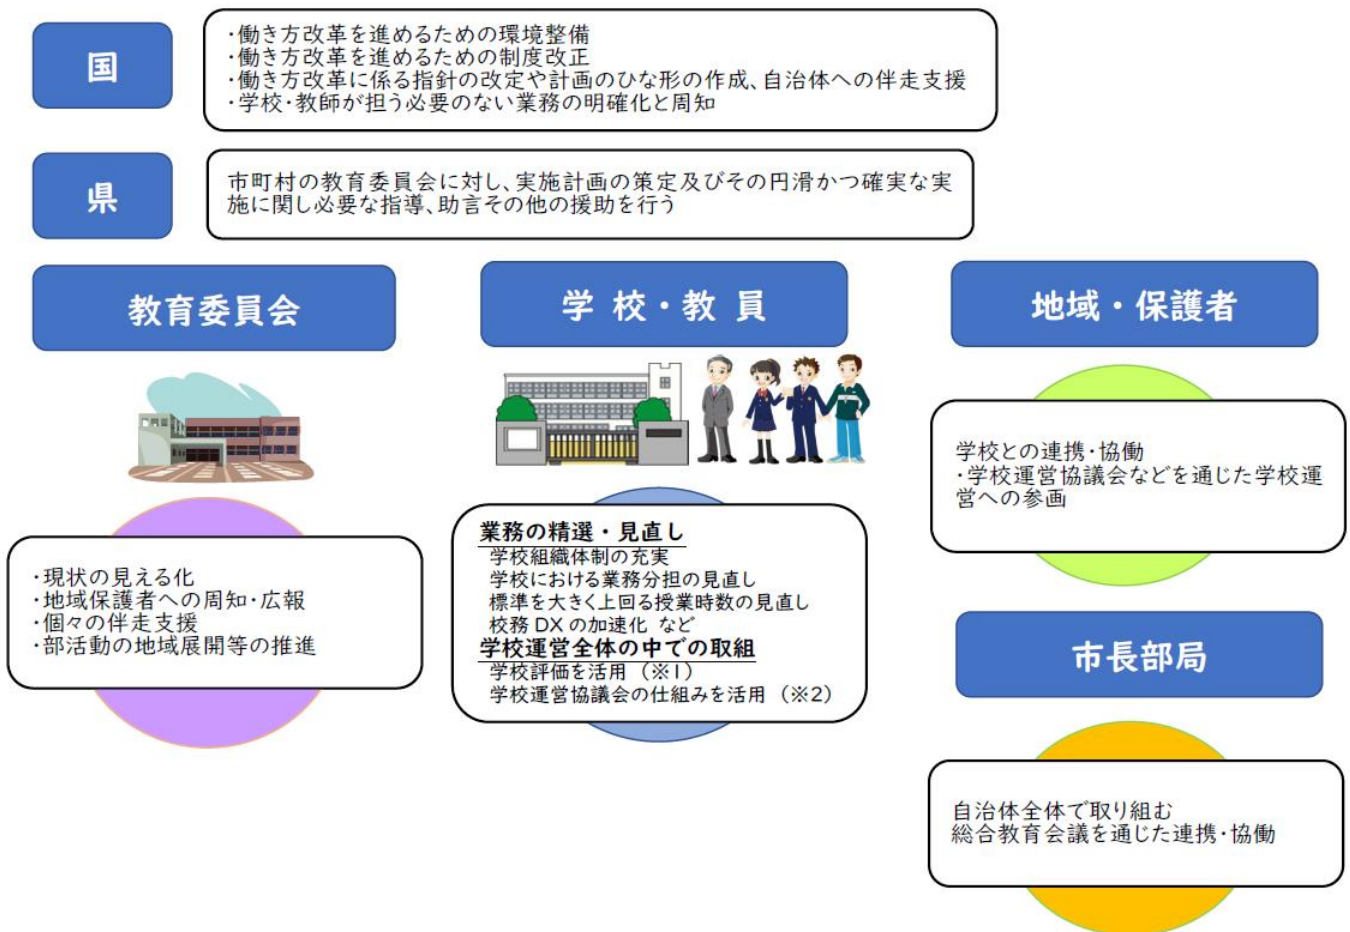 国
・働き方改革を進めるための環境整備
・働き方改革を進めるための制度改正
・働き方改革に係る指針の改定や計画のひな形の作成、自治体への伴走支援
・学校・教師が担う必要のない業務の明確化と周知
県
市町村の教育委員会に対し、実施計画の策定及びその円滑かつ確実な実
施に関し必要な指導、助言その他の援助を行う
教育委員会
・現状の見える化
・地域保護者への周知・広報
・個々の伴走支援
・部活動の地域展開等の推進
学 校・教 員
業務の精選・見直し
学校組織体制の充実
学校における業務分担の見直し
標準を大きく上回る授業時数の見直し
校務 DX の加速化 など
学校運営全体の中での取組
学校評価を活用 （※1）
学校運営協議会の仕組みを活用 （※2）
地域・保護者
学校との連携・協働
・学校運営協議会などを通じた学校運
営への参画
市長部局
自治体全体で取り組む
総合教育会議を通じた連携・協働